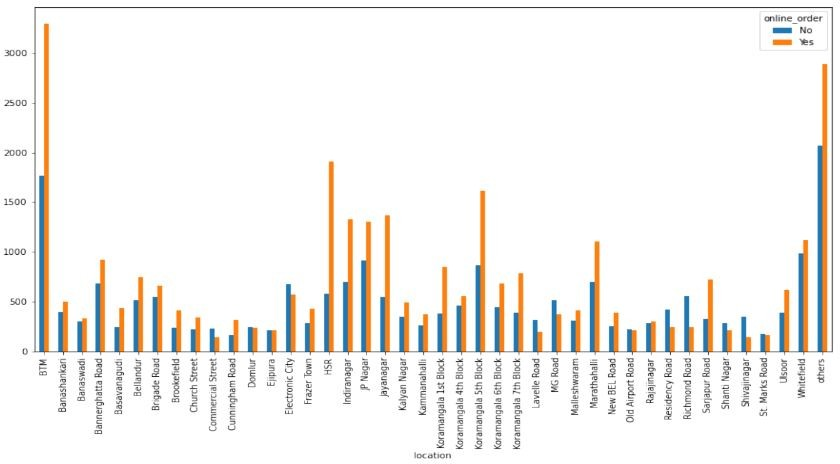 online_order
No
Yes
3000
2500
2000
1500
1000
500
0
BTM
Banashankari
Banaswadi
Bannerghatta Road
Basavanagudi
Bellandur
Brigade Road
Brookefield
Church Street
Commercial Street
Cunningham Road
Domlur
Ejipura
Electronic City
Frazer Town
HSR
Indiranagar
JP Nagar
Jayanagar
Kalyan Nagar
Kammanahalli
Koramangala 1st Block
Koramangala 4th Block
Koramangala 5th Block
Koramangala 6th Block
Koramangala 7th Block
Lavelle Road
MG Road
Malleshwaram
Marathahalli
New BEL Road
Old Airport Road
Rajajinagar
Residency Road
Richmond Road
Sarjapur Road
Shanti Nagar
Shivajinagar
St. Marks Road
Ulsoor
Whitefield
others
location